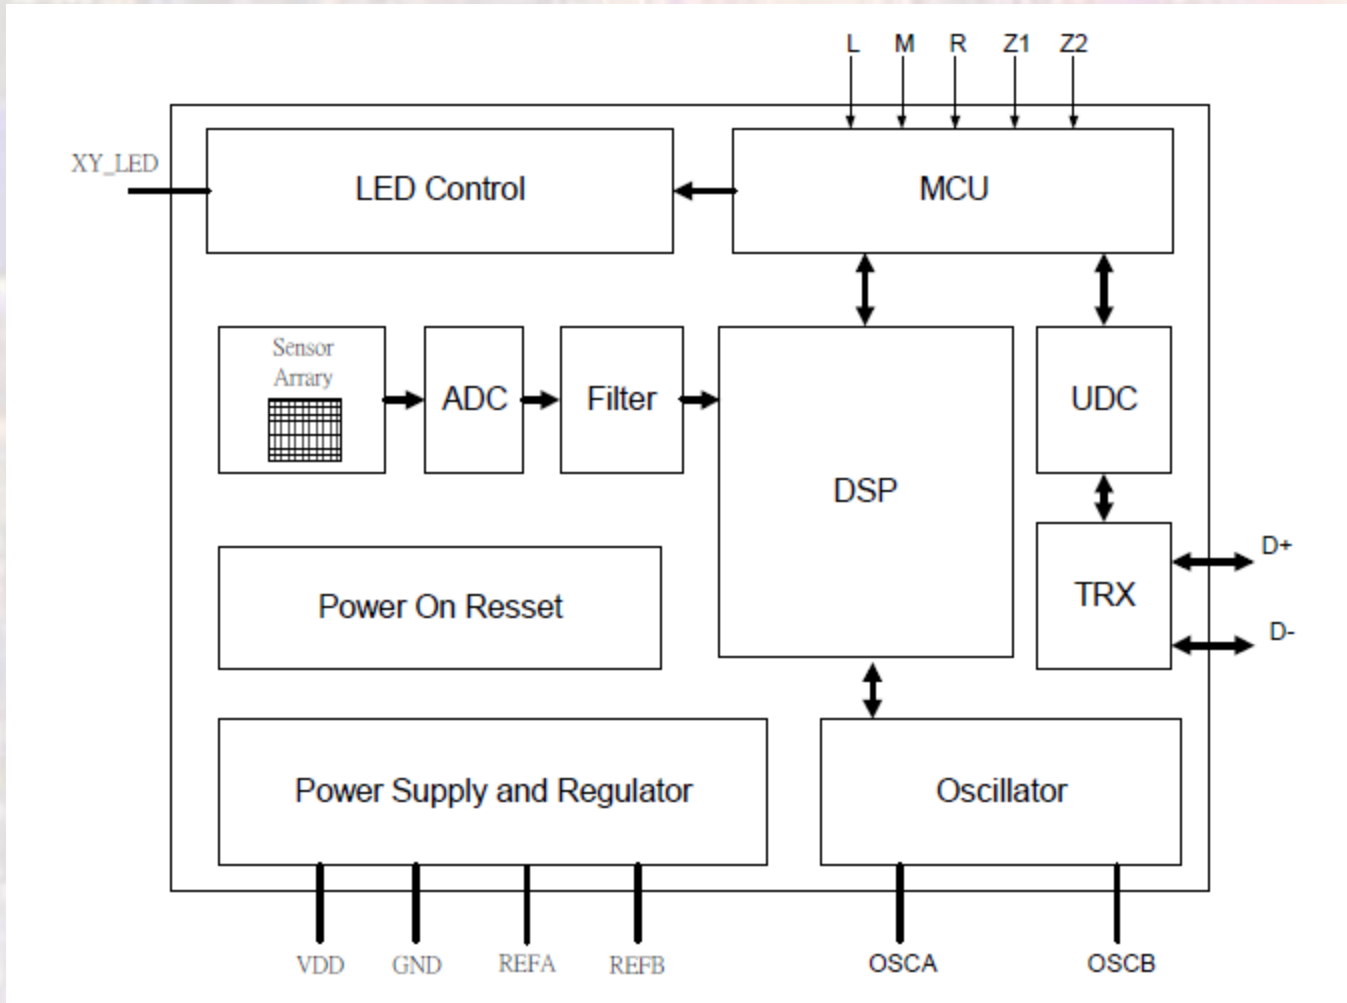 L M R Z1 Z2
XY_LED
LED Control
MCU
Sensor
Arrary
ADC
Filter
DSP
UDC
TRX
D+
D-
Power On Resset
Power Supply and Regulator
Oscillator
VDD GND REFA REFB OSCA OSCB